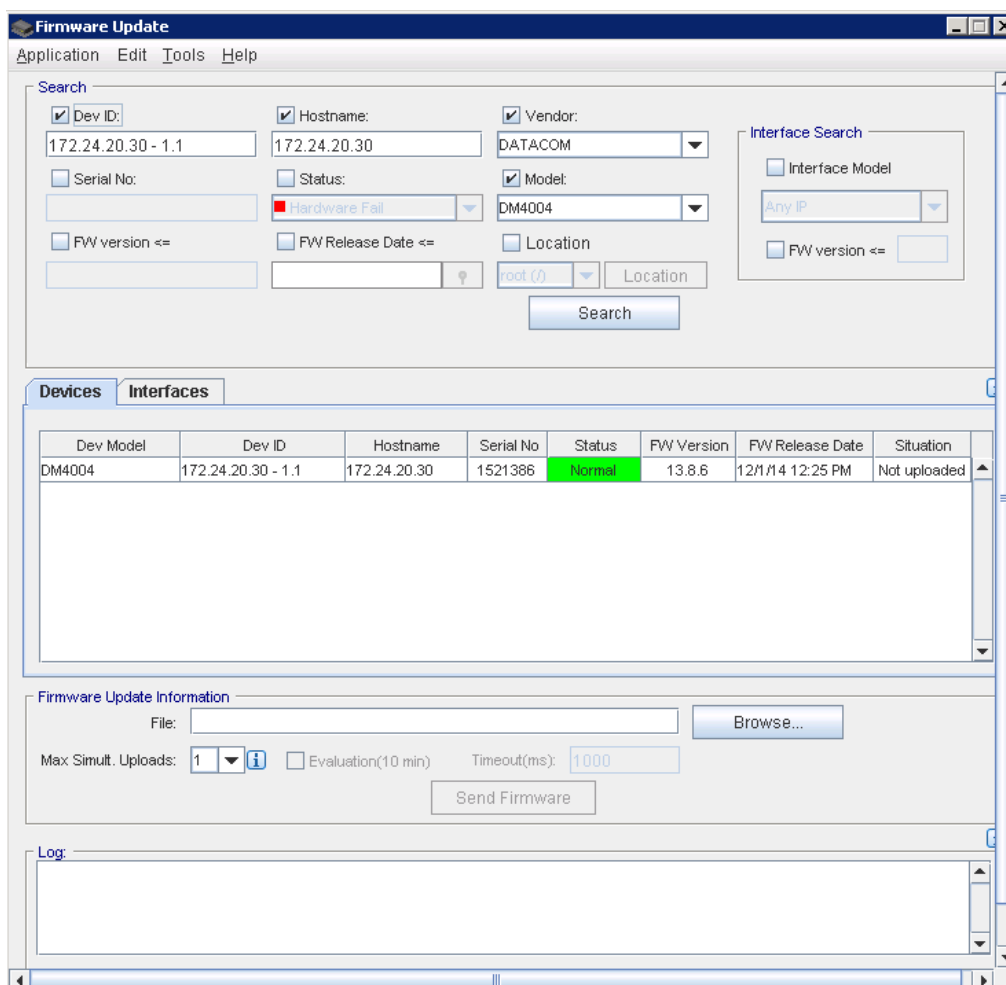 Firmware Update
Application Edit Tools Help
Search
Dev ID: Hostname: Vendor:
172.24.20.30 - 1.1 172.24.20.30 DATACOM
Interface Search
Serial No: Status: Model: Interface Model
Hardware Fail DM4004 Any IP
FW version <= FW Release Date <= Location FW version <=
root (/) Location
Search
Devices Interfaces
Dev Model Dev ID Hostname Serial No Status FW Version FW Release Date Situation
DM4004 172.24.20.30 - 1.1 172.24.20.30 1521386 Normal 13.8.6 12/1/14 12:25 PM Not uploaded
Firmware Update Information
File: Browse...
Max Simult. Uploads: 1 Evaluation(10 min) Timeout(ms): 1000
Send Firmware
Log: